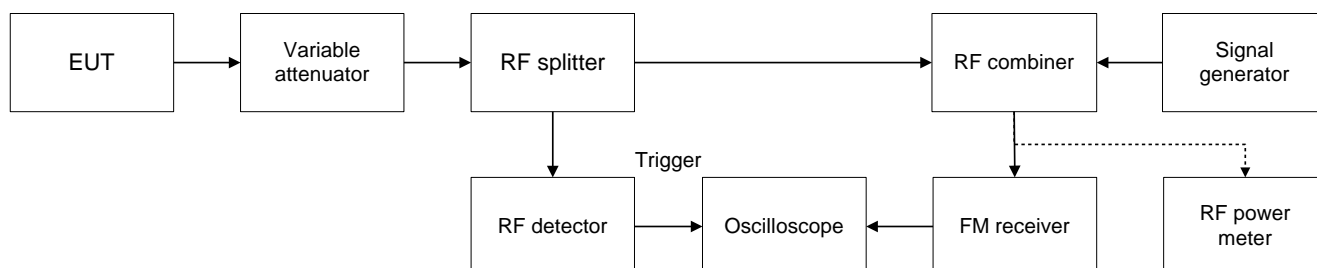 EUT
Variable
attenuator
RF splitter
RF combiner
Signal
generator
Trigger
RF detector
Oscilloscope
FM receiver
RF power
meter